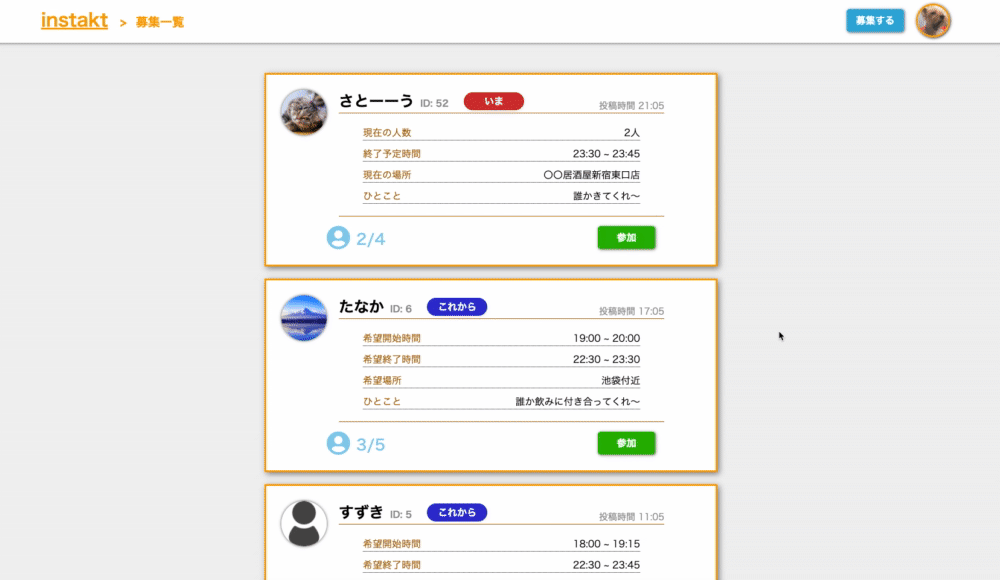 instakt > 募集一覧 募集する
さとーーう ID: 52 いま 投稿時間 21:05
現在の人数 2人
終了予定時間 23:30 ~ 23:45
現在の場所 〇〇居酒屋新宿東口店
ひとこと 誰かきてくれ〜
2/4 参加
たなか ID: 6 これから 投稿時間 17:05
希望開始時間 19:00 ~ 20:00
希望終了時間 22:30 ~ 23:30
希望場所 池袋付近
ひとこと 誰か飲みに付き合ってくれ〜
3/5 参加
すずき ID: 5 これから 投稿時間 11:05
希望開始時間 18:00 ~ 19:15
希望終了時間 22:30 ~ 23:45